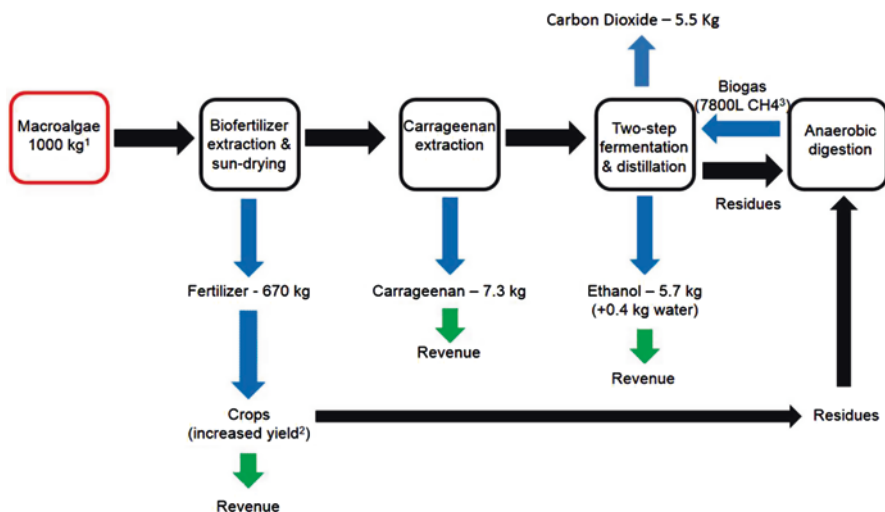 Carbon Dioxide – 5.5 Kg
Macroalgae
1000 kg¹
Biofertilizer
extraction &
sun-drying
Carrageenan
extraction
Two-step
fermentation
& distillation
Biogas
(7800L CH4³)
Anaerobic
digestion
Residues
Fertilizer - 670 kg
Carrageenan – 7.3 kg
Ethanol – 5.7 kg
(+0.4 kg water)
Revenue
Revenue
Crops
(increased yield²)
Residues
Revenue